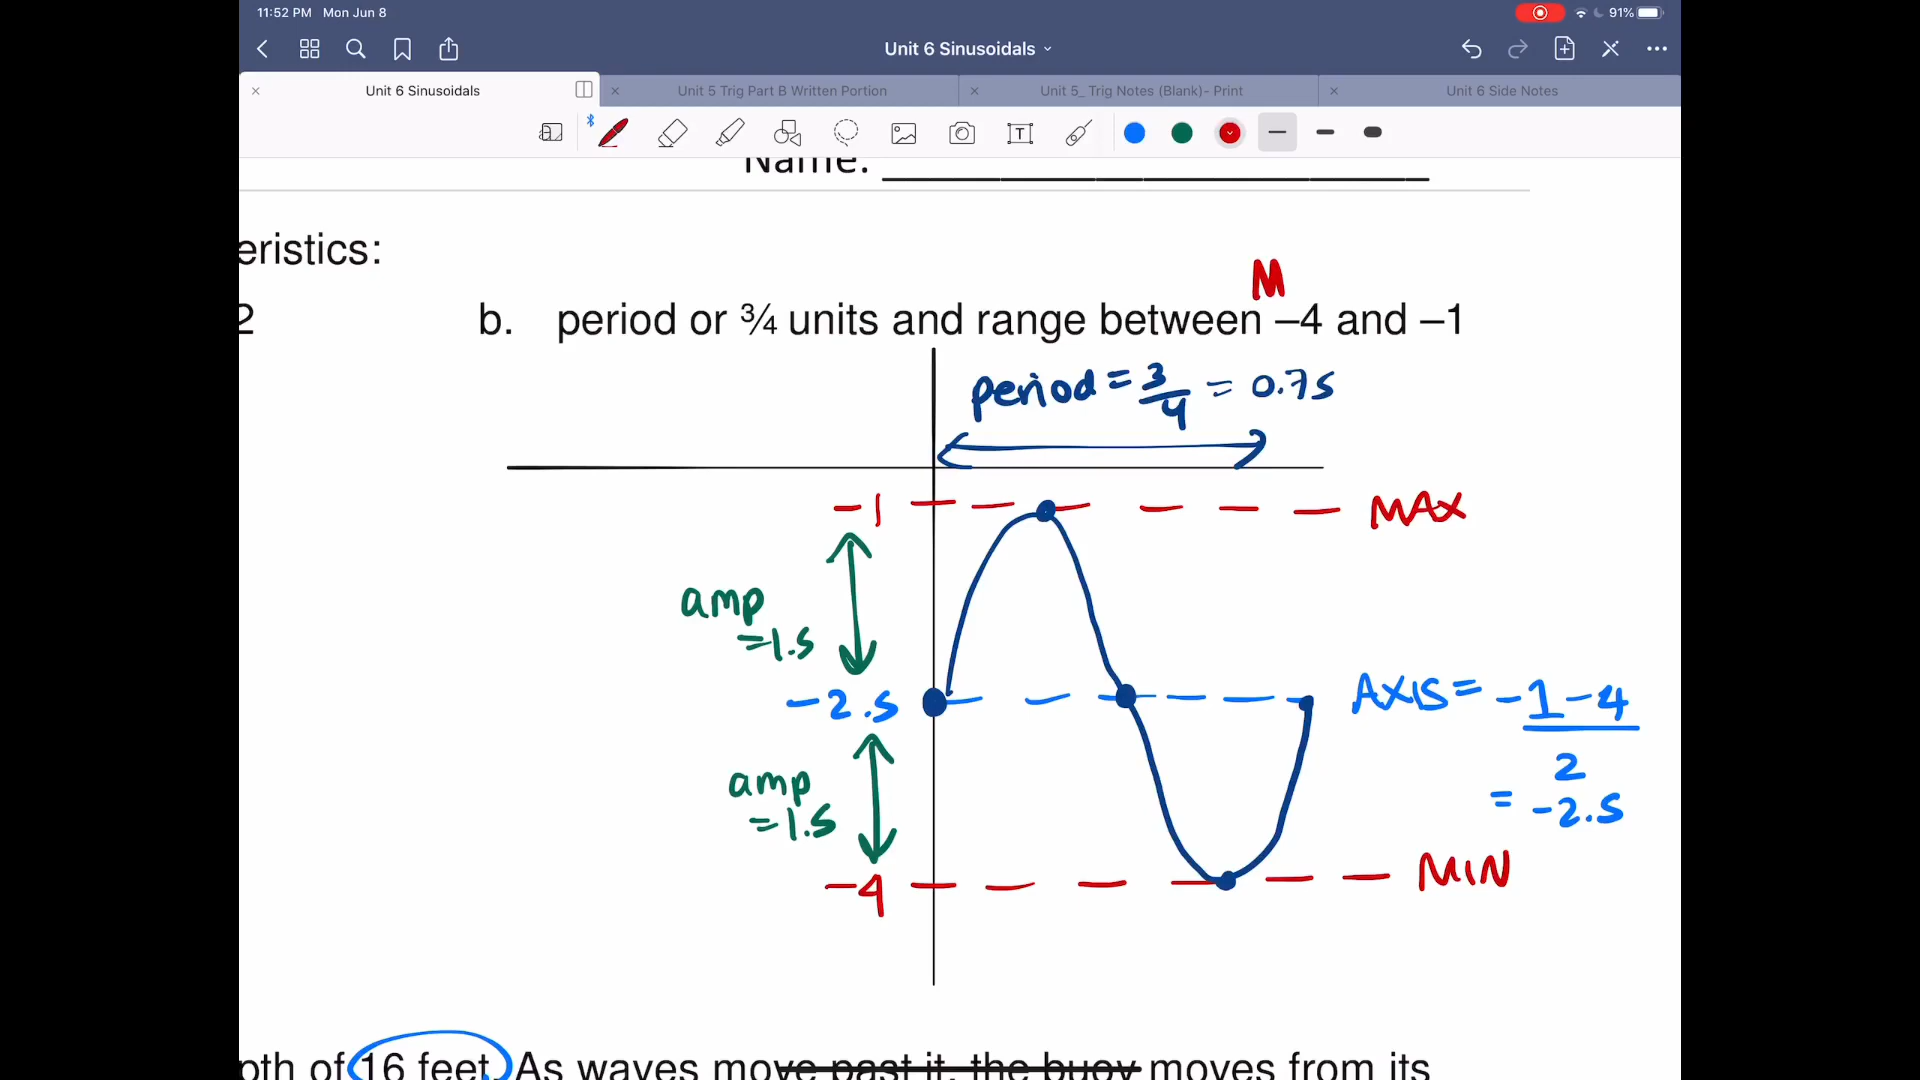 11:52 PM Mon Jun 8
91%
Unit 6 Sinusoidals
Unit 6 Sinusoidals
Unit 5 Trig Part B Written Portion
Unit 5_ Trig Notes (Blank)- Print
Unit 6 Side Notes
T
Name:
eristics:
M
2
b. period or ¾ units and range between –4 and –1
period = 3/4 = 0.75
-1
MAX
amp
=1.5
-2.5
AXIS = -1-4
2
= -2.5
amp
=1.5
-4
MIN
pth of 16 feet. As waves move past it, the buoy moves from its